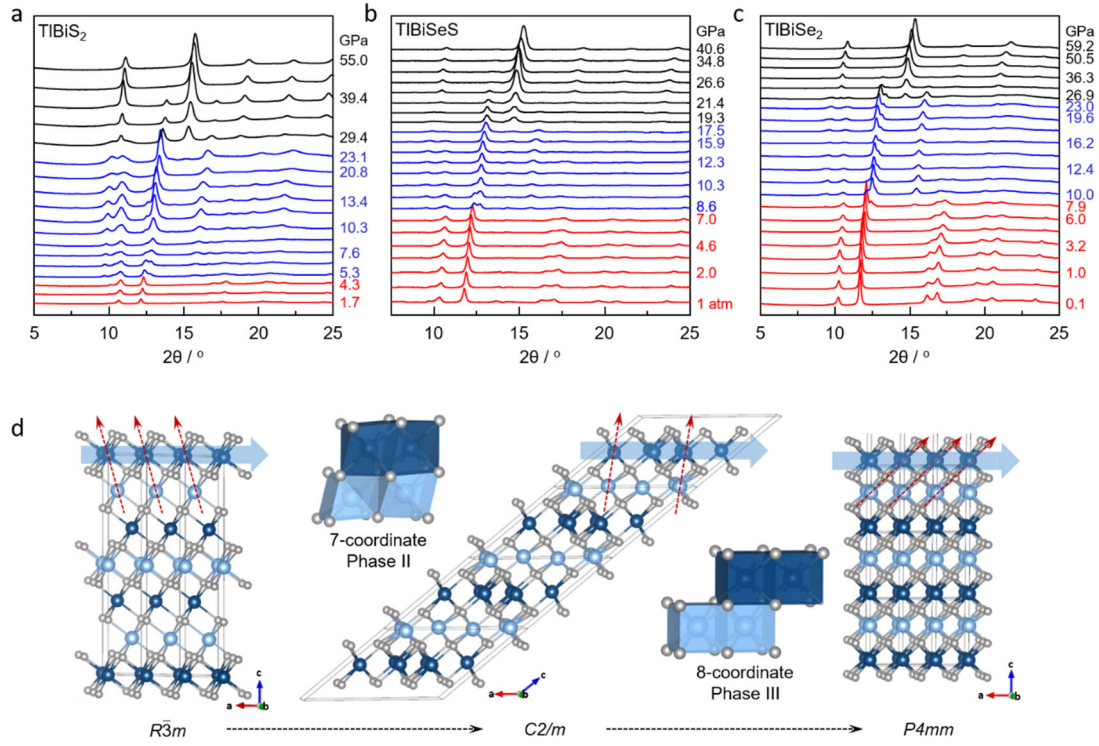 a
TlBiS2
GPa
55.0
39.4
29.4
23.1
20.8
13.4
10.3
7.6
5.3
4.3
1.7
5 10 15 20 25
2θ / °
b
TlBiSeS
GPa
40.6
34.8
26.6
21.4
19.3
17.5
15.9
12.3
10.3
8.6
7.0
4.6
2.0
1 atm
10 15 20 25
2θ / °
c
TlBiSe2
GPa
59.2
50.5
36.3
26.9
23.0
19.6
16.2
12.4
10.0
7.9
6.0
3.2
1.0
0.1
5 10 15 20 25
2θ / °
d
7-coordinate
Phase II
8-coordinate
Phase III
c
a b
c
a b
c
a b
R3̅m
C2/m
P4mm